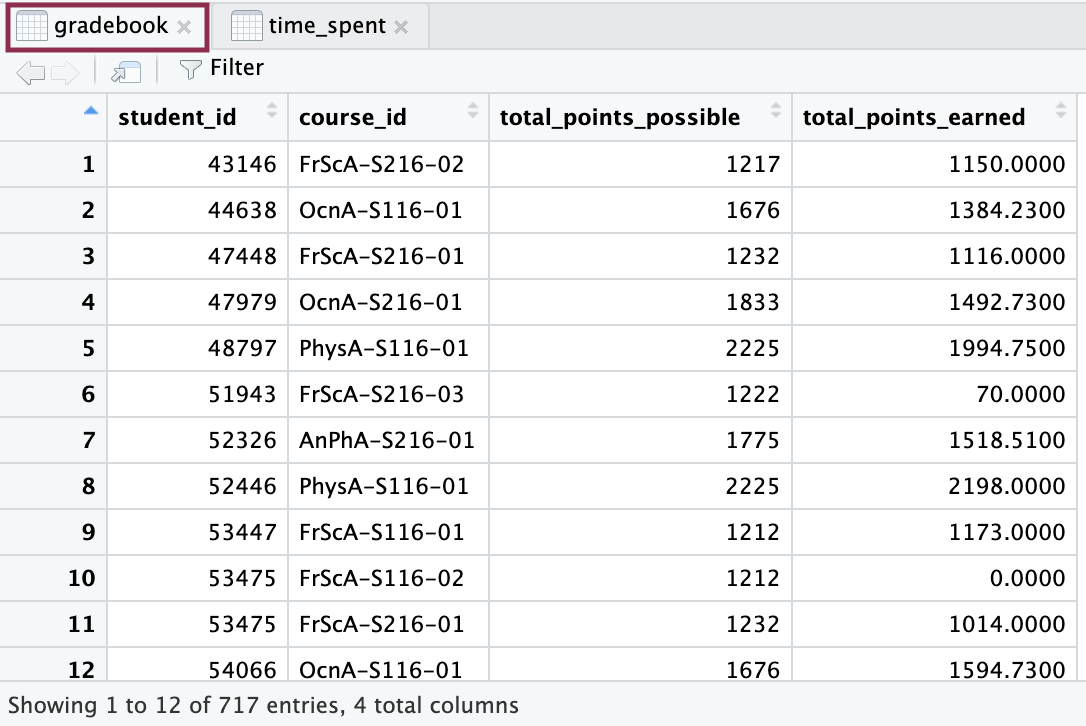 gradebook × time_spent ×
Filter
student_id course_id total_points_possible total_points_earned
1 43146 FrScA-S216-02 1217 1150.0000
2 44638 OcnA-S116-01 1676 1384.2300
3 47448 FrScA-S216-01 1232 1116.0000
4 47979 OcnA-S216-01 1833 1492.7300
5 48797 PhysA-S116-01 2225 1994.7500
6 51943 FrScA-S216-03 1222 70.0000
7 52326 AnPhA-S216-01 1775 1518.5100
8 52446 PhysA-S116-01 2225 2198.0000
9 53447 FrScA-S116-01 1212 1173.0000
10 53475 FrScA-S116-02 1212 0.0000
11 53475 FrScA-S216-01 1232 1014.0000
12 54066 OcnA-S116-01 1676 1594.7300
Showing 1 to 12 of 717 entries, 4 total columns